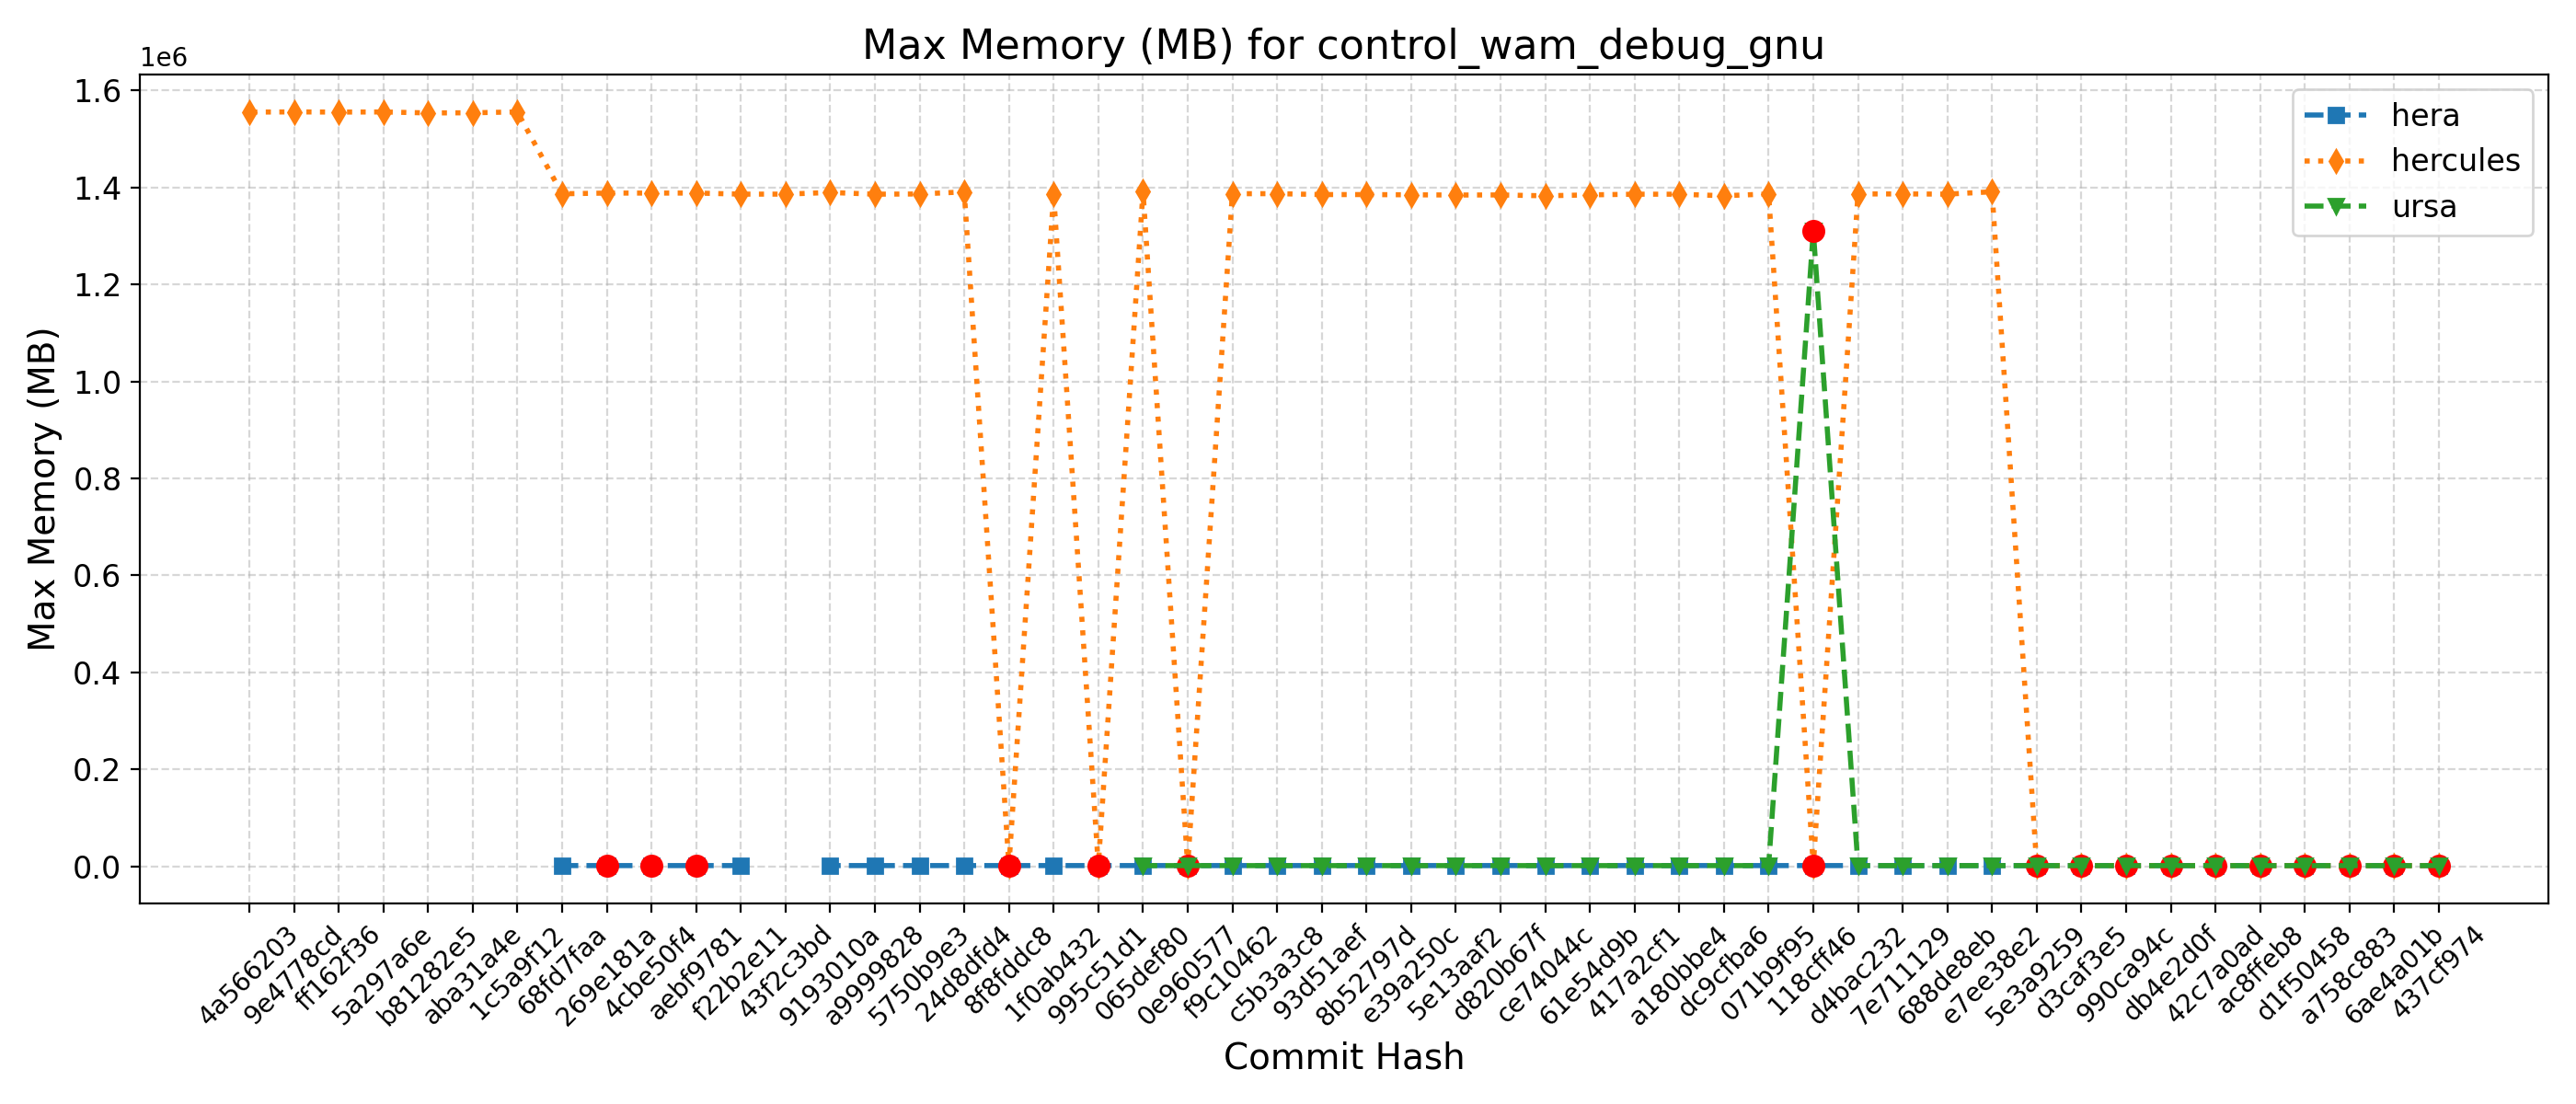 Max Memory (MB) for control_wam_debug_gnu
1e6
1.6
1.4
1.2
1.0
0.8
0.6
0.4
0.2
0.0
Max Memory (MB)
hera
hercules
ursa
4a566203
9e4778cd
ff162f36
5a297a6e
b81282e5
aba31a4e
1c5a9f12
68fd7faa
269e181a
4cbe50f4
aebf9781
f22b2e11
43f2c3bd
9193010a
a9999828
5750b9e3
24d8dfd4
8f8fddc8
1f0ab432
995c51d1
065def80
0e960577
f9c10462
c5b3a3c8
93d51aef
8b52797d
e39a250c
5e13aaf2
d820b67f
ce74044c
61e54d9b
417a2cf1
a180bbe4
dc9cfba6
071b9f95
118cff46
d4bac232
7e711129
688de8eb
e7ee38e2
5e3a9259
d3caf3e5
990ca94c
db4e2d0f
42c7a0ad
ac8ffeb8
d1f50458
a758c883
6ae4a01b
437cf974
Commit Hash